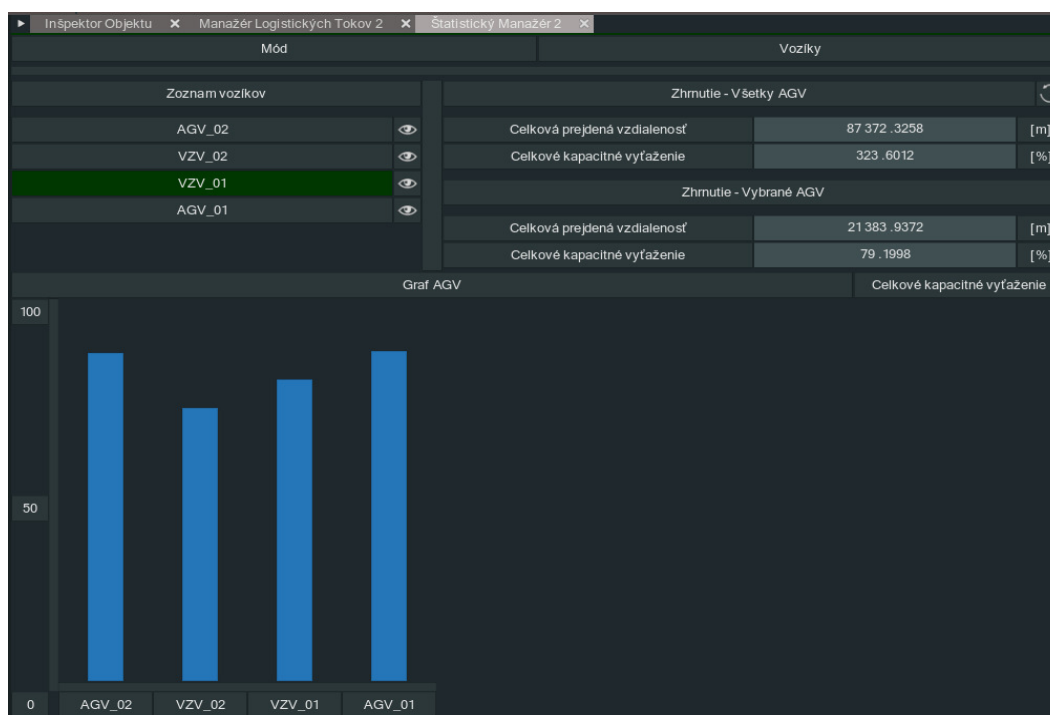 Inšpektor Objektu Manažér Logistických Tokov 2 Štatistický Manažér 2
Mód Vozíky
Zoznam vozíkov
AGV_02
VZV_02
VZV_01
AGV_01
Zhrnutie - Všetky AGV
Celková prejdená vzdialenosť 87 372 .3258 [m]
Celkové kapacitné vyťaženie 323 .6012 [%]
Zhrnutie - Vybrané AGV
Celková prejdená vzdialenosť 21 383 .9372 [m]
Celkové kapacitné vyťaženie 79 .1998 [%]
Graf AGV Celkové kapacitné vyťaženie
100
50
0 AGV_02 VZV_02 VZV_01 AGV_01